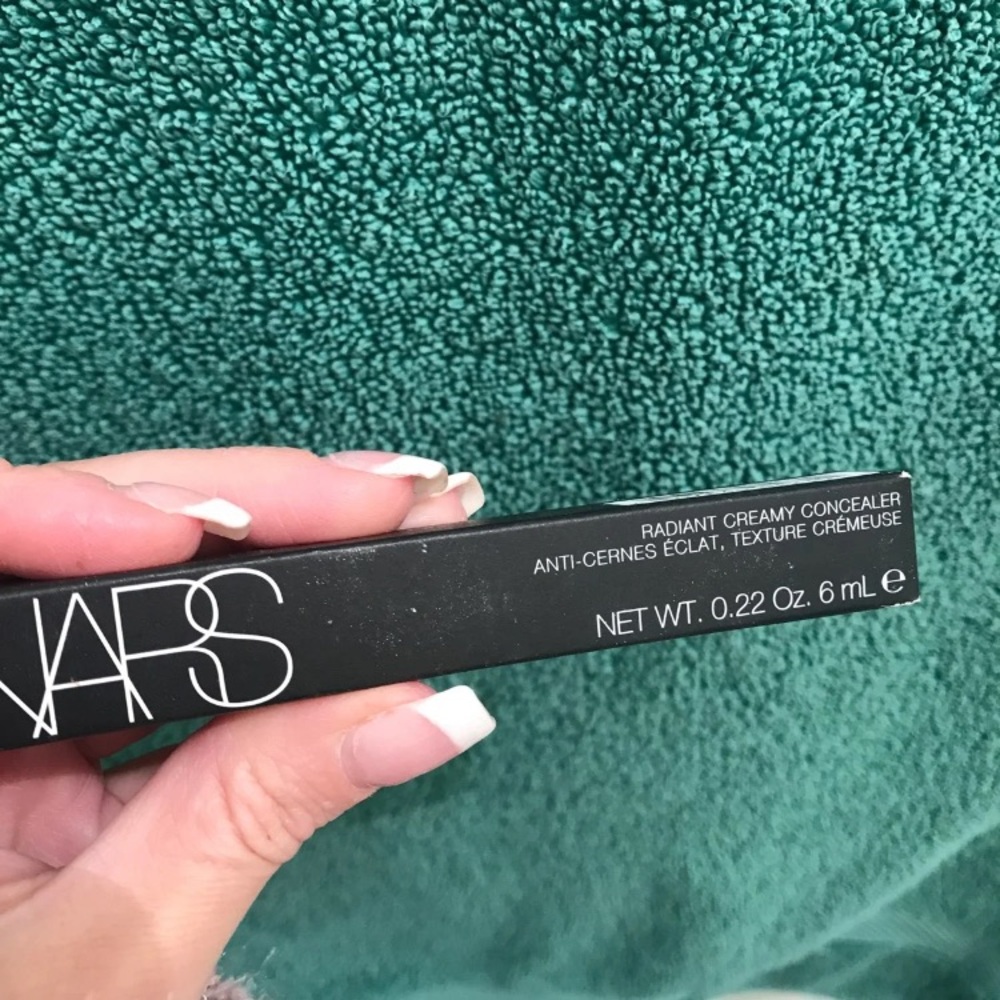 NARS
RADIANT CREAMY CONCEALER
ANTI-CERNES ÉCLAT, TEXTURE CRÉMEUSE
NET WT. 0.22 Oz. 6 mL ℮